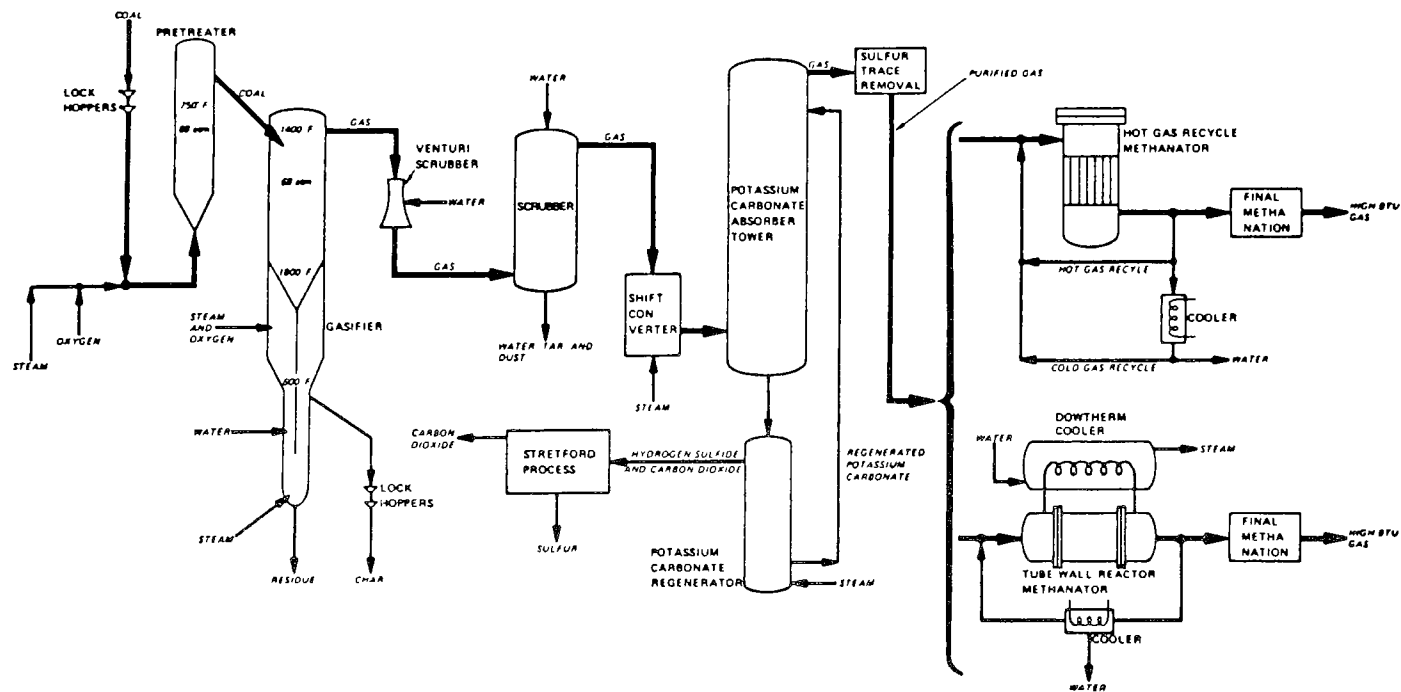 COAL
PRETREATER
LOCK
HOPPERS
750 F
COAL
STEAM
OXYGEN
1400 F
68 atm
1800 F
STEAM
AND
OXYGEN
GASIFIER
600 F
WATER
STEAM
RESIDUE
LOCK
HOPPERS
CHAR
GAS
VENTURI
SCRUBBER
WATER
GAS
WATER
SCRUBBER
WATER TAR AND
DUST
GAS
SHIFT
CON
VERTER
STEAM
POTASSIUM
CARBONATE
ABSORBER
TOWER
GAS
SULFUR
TRACE
REMOVAL
PURIFIED GAS
CARBON
DIOXIDE
STRETFORD
PROCESS
SULFUR
HYDROGEN SULFIDE
AND CARBON DIOXIDE
REGENERATED
POTASSIUM
CARBONATE
POTASSIUM
CARBONATE
REGENERATOR
STEAM
HOT GAS RECYCLE
METHANATOR
FINAL
METHA
NATION
HIGH BTU
GAS
HOT GAS RECYLE
COOLER
COLD GAS RECYCLE
WATER
DOWTHERM
COOLER
WATER
STEAM
TUBE WALL REACTOR
METHANATOR
FINAL
METHA
NATION
HIGH BTU
GAS
COOLER
WATER